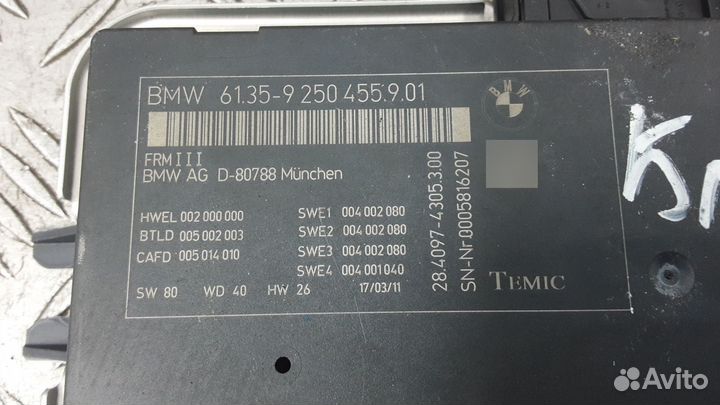 BMW 61.35-9 250 455.9.01
BMW
FRM III
BMW AG D-80788 München
HWEL 002 000 000
BTLD 005 002 003
CAFD 005 014 010
SWE1 004 002 080
SWE2 004 002 080
SWE3 004 002 080
SWE4 004 001 040
SW 80 WD 40 HW 26 17/03/11
28.4097-4305.3.00
SN-Nr 0005816207
TEMIC
Avito